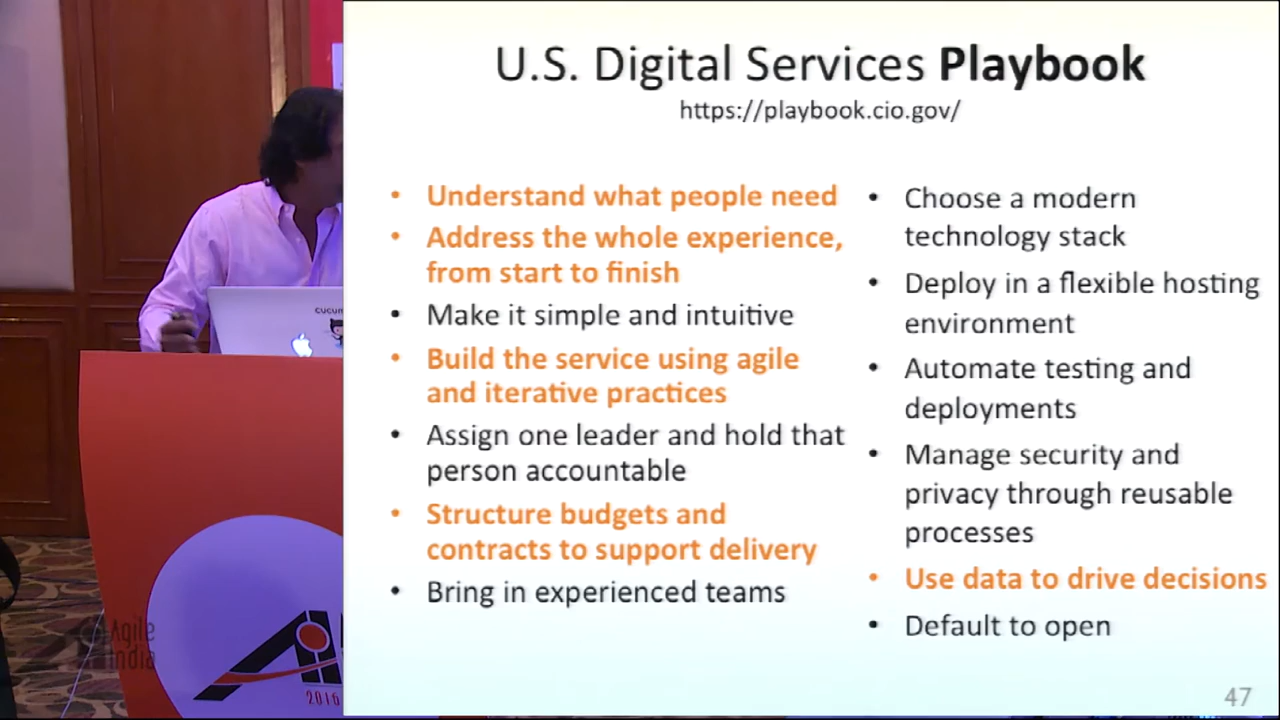 U.S. Digital Services Playbook
https://playbook.cio.gov/
• Understand what people need
• Address the whole experience,
from start to finish
• Make it simple and intuitive
• Build the service using agile
and iterative practices
• Assign one leader and hold that
person accountable
• Structure budgets and
contracts to support delivery
• Bring in experienced teams
• Choose a modern
technology stack
• Deploy in a flexible hosting
environment
• Automate testing and
deployments
• Manage security and
privacy through reusable
processes
• Use data to drive decisions
• Default to open
47
Agile
India
2016